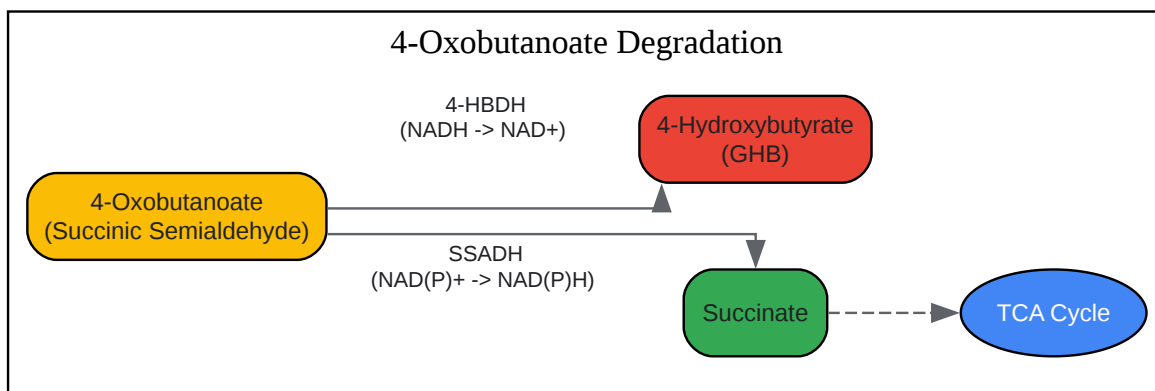 4-Oxobutanoate Degradation
4-HBDH
(NADH -> NAD+)
4-Hydroxybutyrate
(GHB)
4-Oxobutanoate
(Succinic Semialdehyde)
SSADH
(NAD(P)+ -> NAD(P)H)
Succinate
TCA Cycle